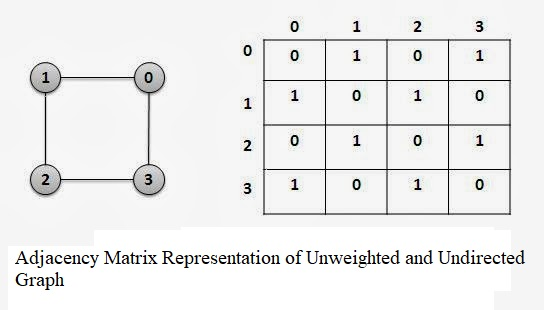 1 0
2 3
0 1 2 3
0 0 1 0 1
1 1 0 1 0
2 0 1 0 1
3 1 0 1 0
Adjacency Matrix Representation of Unweighted and Undirected
Graph